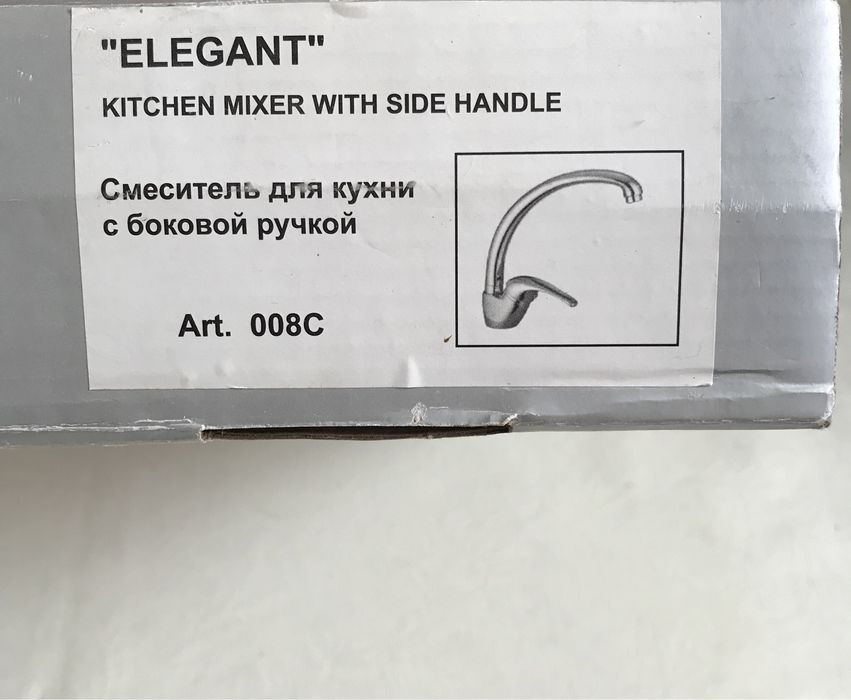 "ELEGANT"
KITCHEN MIXER WITH SIDE HANDLE
Смеситель для кухни
с боковой ручкой
Art. 008C